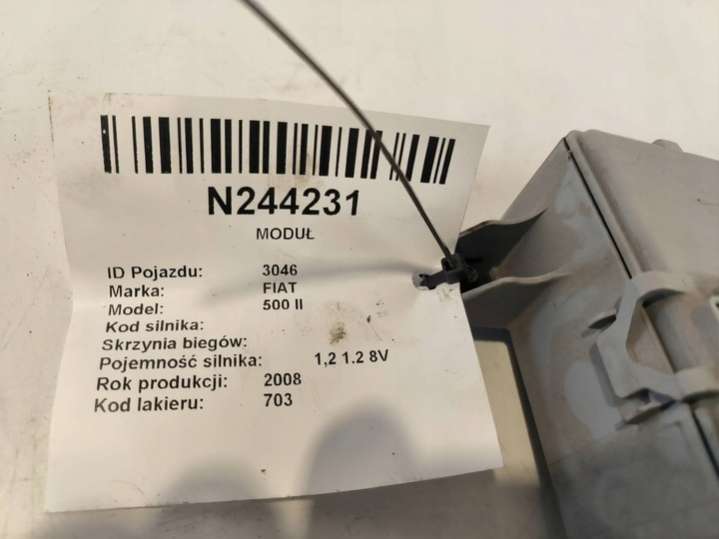 N244231
MODUŁ
ID Pojazdu: 3046
Marka: FIAT
Model: 500 II
Kod silnika:
Skrzynia biegów:
Pojemność silnika: 1,2 1.2 8V
Rok produkcji: 2008
Kod lakieru: 703